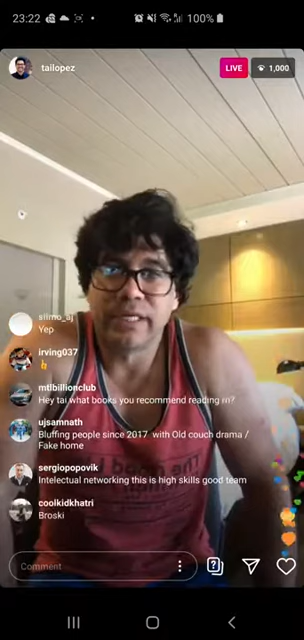 23:22
100%
tailopez
LIVE
1,000
siimo_aj
Yep
irving037
mtlbillionclub
Hey tai what books you recommend reading
ujsamnath
Bluffing people since 2017 with Old couch drama /
Fake home
sergiopopovik
Intelectual networking this is high skills good team
coolkidkhatri
Broski
Comment